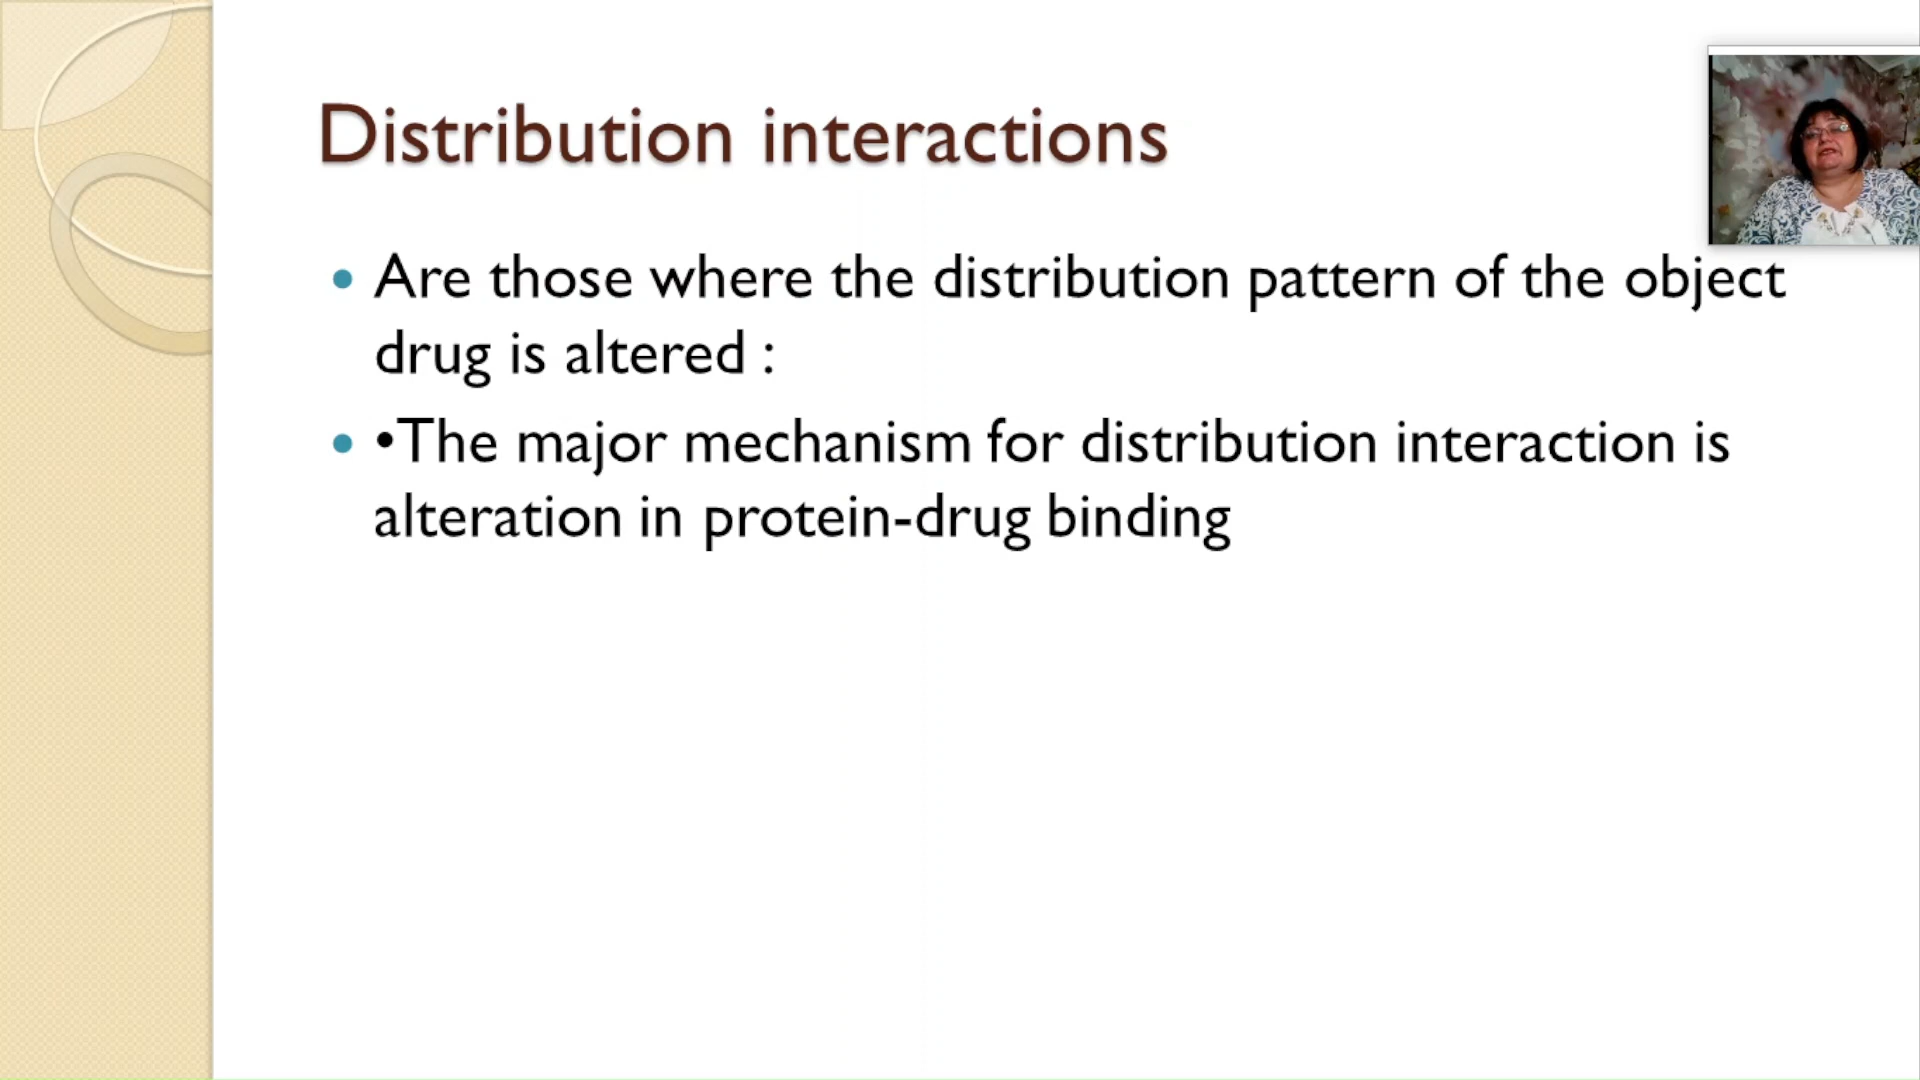 Distribution interactions
• Are those where the distribution pattern of the object
drug is altered :
• •The major mechanism for distribution interaction is
alteration in protein-drug binding